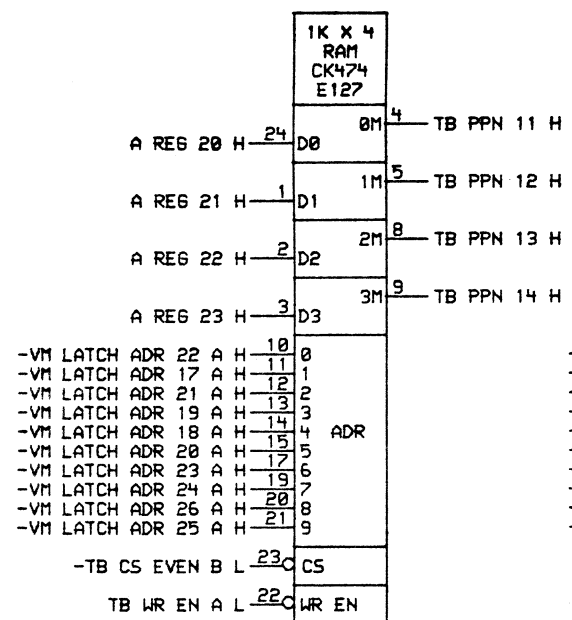 1K X 4
RAM
CK474
E127
0M 4 TB PPN 11 H
A REG 20 H 24 D0
1M 5 TB PPN 12 H
A REG 21 H 1 D1
2M 8 TB PPN 13 H
A REG 22 H 2 D2
3M 9 TB PPN 14 H
A REG 23 H 3 D3
-VM LATCH ADR 22 A H 10 0
-VM LATCH ADR 17 A H 11 1
-VM LATCH ADR 21 A H 12 2
-VM LATCH ADR 19 A H 13 3
-VM LATCH ADR 18 A H 14 4 ADR
-VM LATCH ADR 20 A H 15 5
-VM LATCH ADR 23 A H 17 6
-VM LATCH ADR 24 A H 19 7
-VM LATCH ADR 26 A H 20 8
-VM LATCH ADR 25 A H 21 9
-TB CS EVEN B L 23 CS
TB WR EN A L 22 WR EN